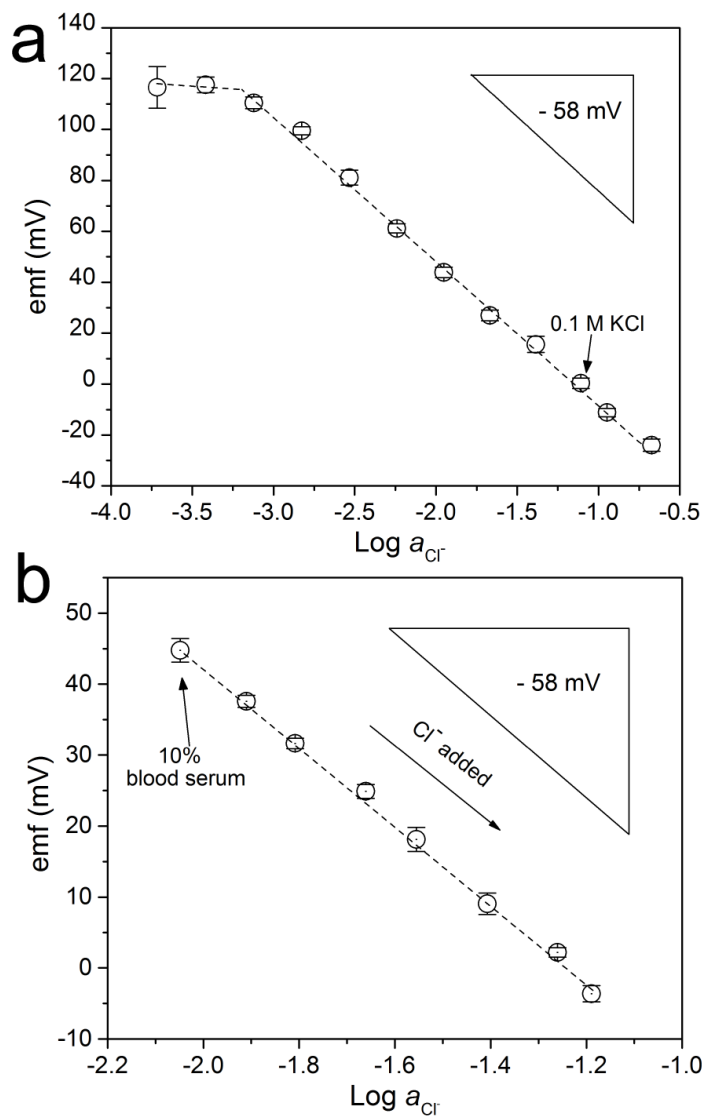 a
140
120
100
80
60
40
20
0
-20
-40
emf (mV)
- 58 mV
0.1 M KCl
-4.0 -3.5 -3.0 -2.5 -2.0 -1.5 -1.0 -0.5
Log aCl-
b
50
40
30
20
10
0
-10
emf (mV)
- 58 mV
Cl- added
10%
blood serum
-2.2 -2.0 -1.8 -1.6 -1.4 -1.2 -1.0
Log aCl-